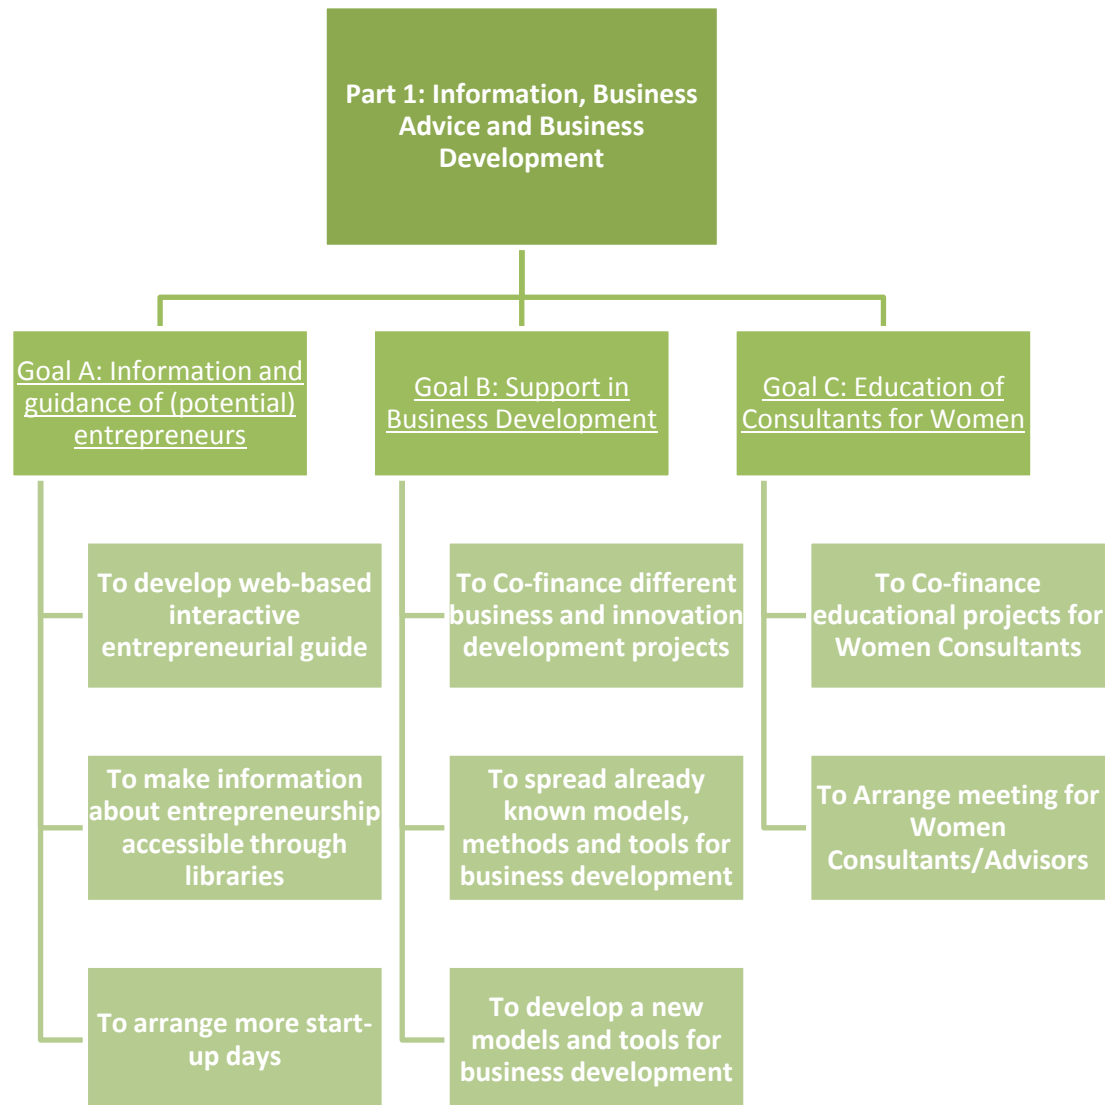 Part 1: Information, Business
Advice and Business
Development
Goal A: Information and
guidance of (potential)
entrepreneurs
To develop web-based
interactive
entrepreneurial guide
To make information
about entrepreneurship
accessible through
libraries
To arrange more start-
up days
Goal B: Support in
Business Development
To Co-finance different
business and innovation
development projects
To spread already
known models,
methods and tools for
business development
To develop a new
models and tools for
business development
Goal C: Education of
Consultants for Women
To Co-finance
educational projects for
Women Consultants
To Arrange meeting for
Women
Consultants/Advisors